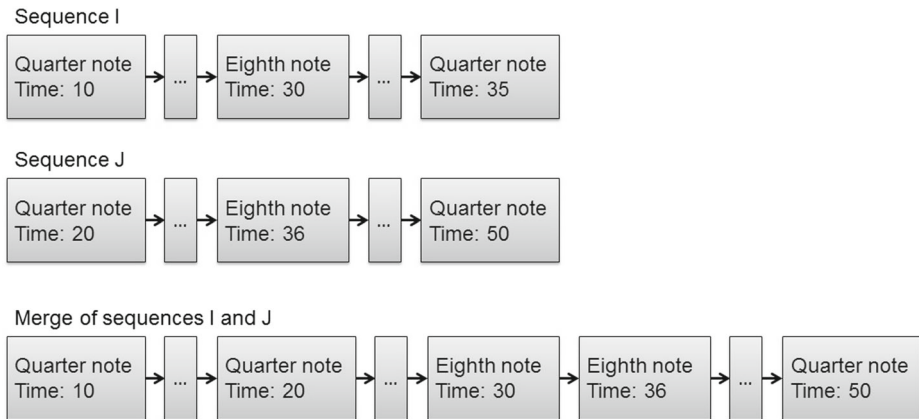 Sequence I
Quarter note
Time: 10
...
Eighth note
Time: 30
...
Quarter note
Time: 35
Sequence J
Quarter note
Time: 20
...
Eighth note
Time: 36
...
Quarter note
Time: 50
Merge of sequences I and J
Quarter note
Time: 10
...
Quarter note
Time: 20
...
Eighth note
Time: 30
Eighth note
Time: 36
...
Quarter note
Time: 50